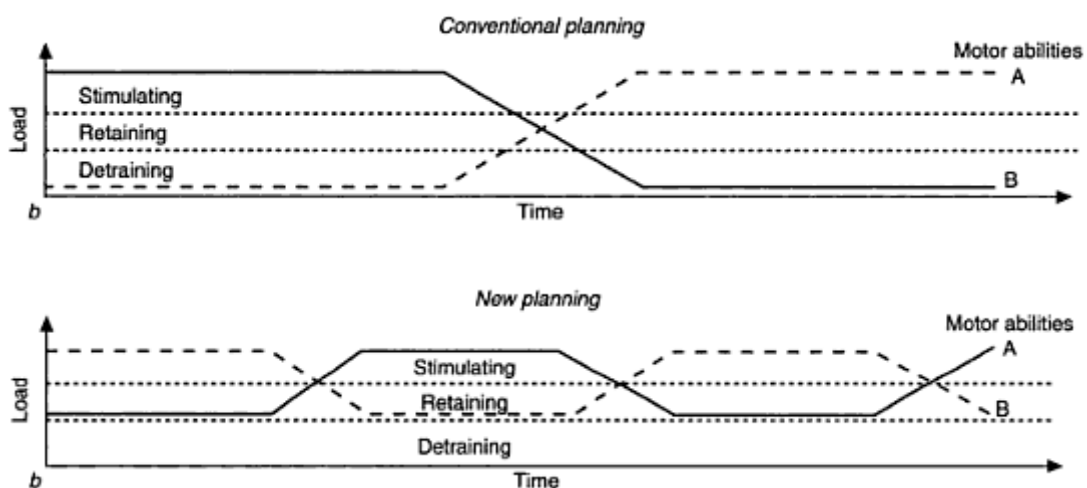 Conventional planning
Motor abilities
A
Stimulating
Retaining
Detraining
Load
B
b
Time
New planning
Motor abilities
A
Stimulating
Retaining
B
Load
Detraining
b
Time